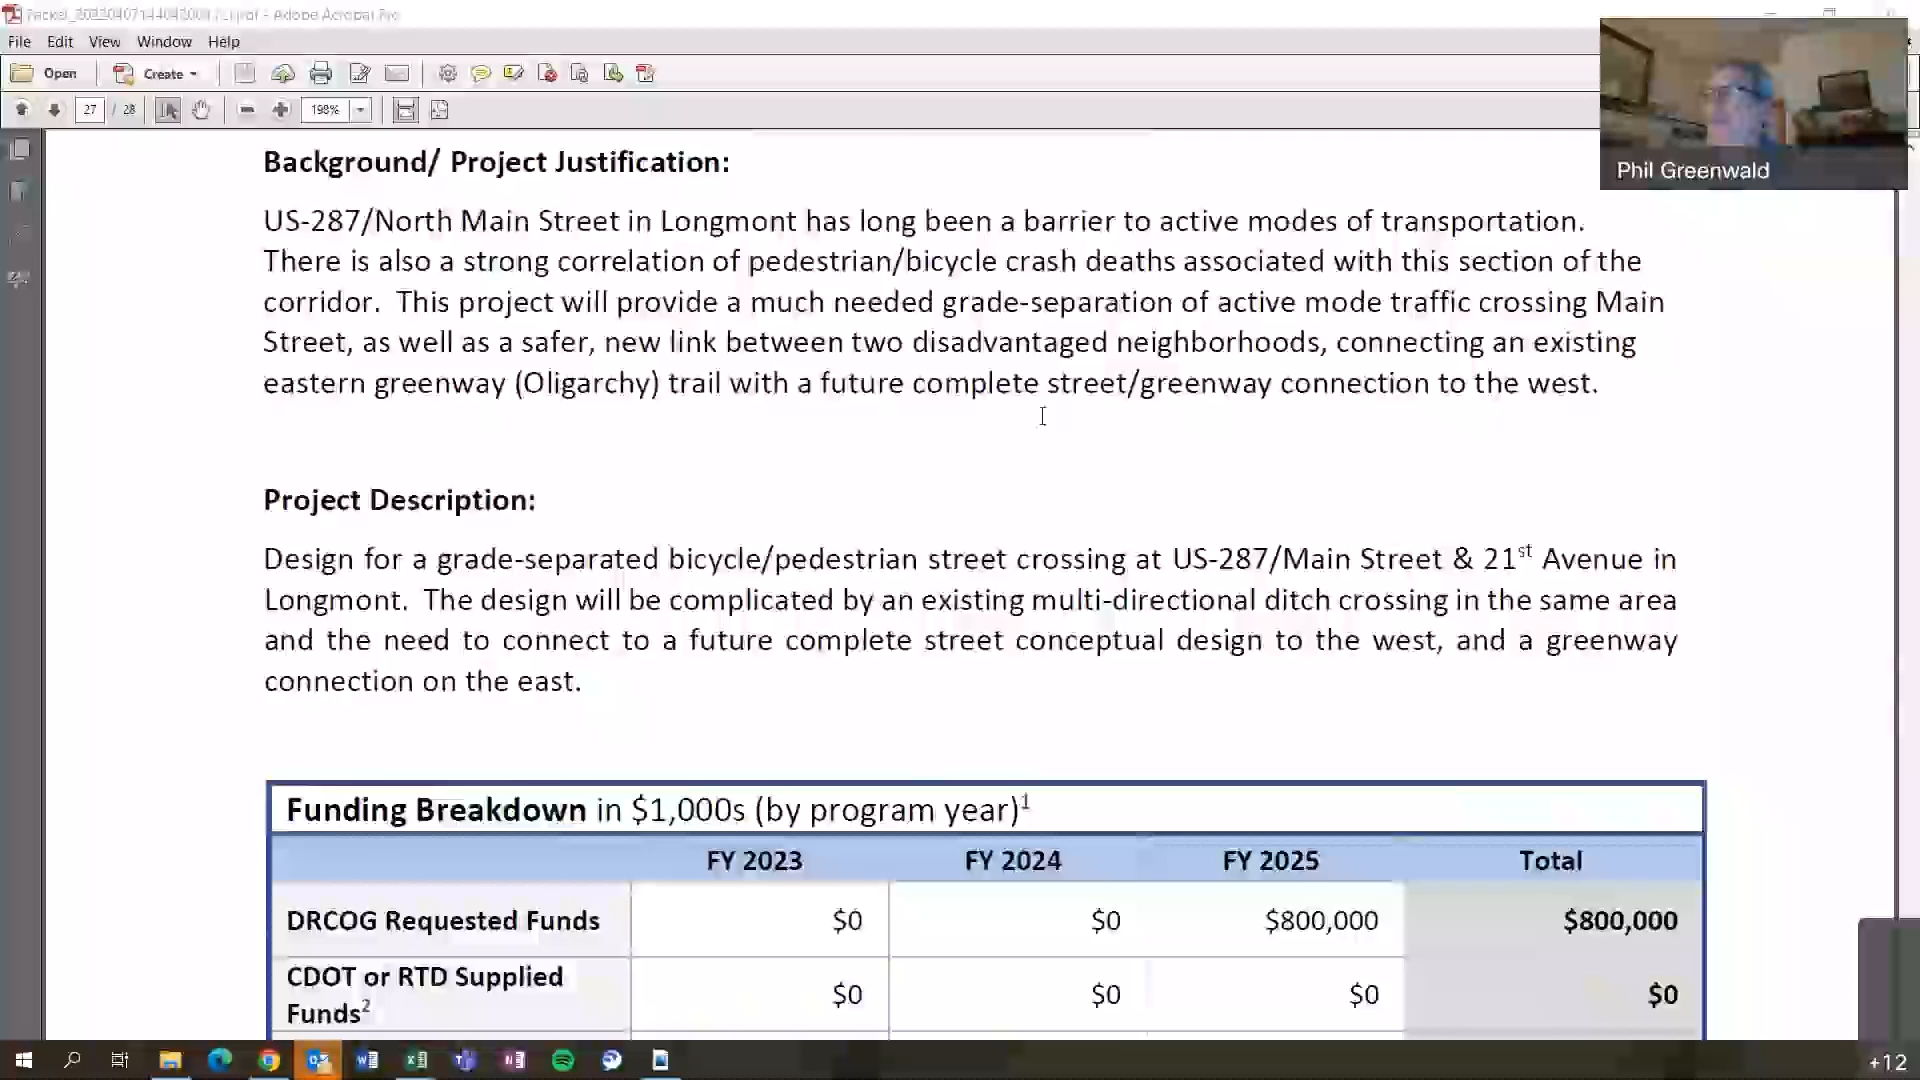 - Adobe Acrobat Pro
File Edit View Window Help
Open Create
27 / 28 198%
Phil Greenwald
Background/ Project Justification:
US-287/North Main Street in Longmont has long been a barrier to active modes of transportation.
There is also a strong correlation of pedestrian/bicycle crash deaths associated with this section of the
corridor. This project will provide a much needed grade-separation of active mode traffic crossing Main
Street, as well as a safer, new link between two disadvantaged neighborhoods, connecting an existing
eastern greenway (Oligarchy) trail with a future complete street/greenway connection to the west.
Project Description:
Design for a grade-separated bicycle/pedestrian street crossing at US-287/Main Street & 21st Avenue in
Longmont. The design will be complicated by an existing multi-directional ditch crossing in the same area
and the need to connect to a future complete street conceptual design to the west, and a greenway
connection on the east.
Funding Breakdown in $1,000s (by program year)1
FY 2023 FY 2024 FY 2025 Total
DRCOG Requested Funds $0 $0 $800,000 $800,000
CDOT or RTD Supplied
Funds2 $0 $0 $0 $0
+12